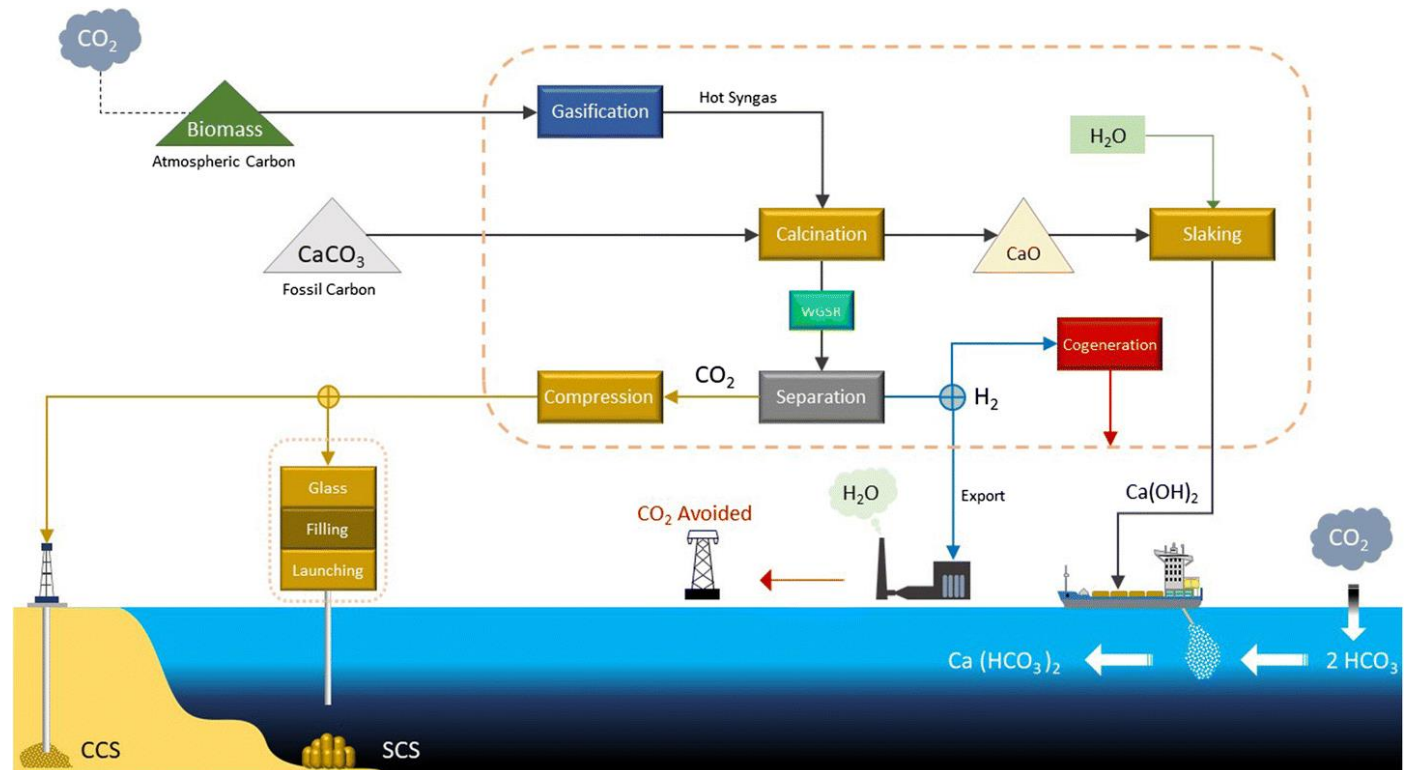 CO₂
Biomass
Atmospheric Carbon
Gasification
Hot Syngas
H₂O
CaCO₃
Fossil Carbon
Calcination
CaO
Slaking
WGSR
Cogeneration
Compression
CO₂
Separation
H₂
Glass
Filling
Launching
CO₂ Avoided
H₂O
Export
Ca(OH)₂
CO₂
Ca (HCO₃)₂
2 HCO₃
CCS
SCS